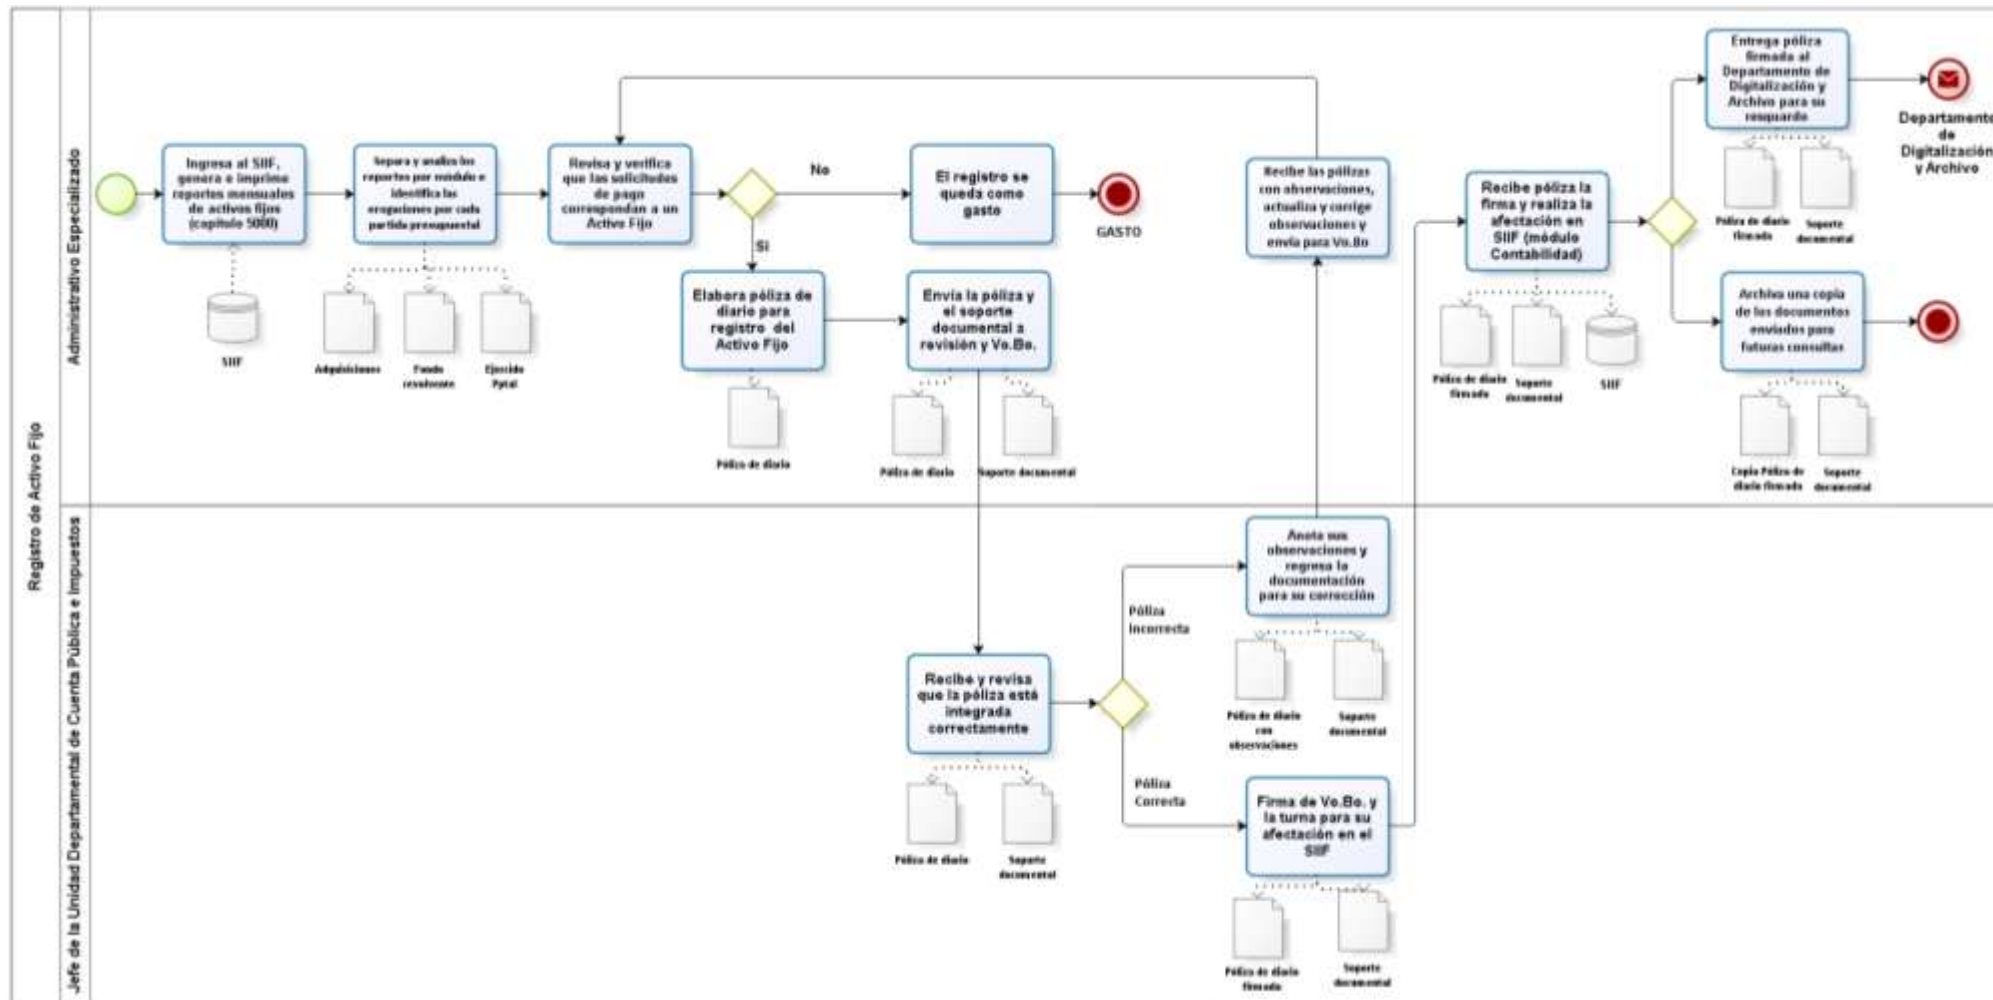 Registro de Activo Fijo
Administrativo Especializado
Ingresa al SIIF,
genera e imprime
reportes mensuales
de activos fijos
(capítulo 5000)
SIIF
Separa y analiza los
reportes por módulo e
identifica las
erogaciones por cada
partida presupuestal
Adquisiciones
Fondo
revolvente
Ejercido
Pptal
Revisa y verifica
que las solicitudes
de pago
correspondan a un
Activo Fijo
No
El registro se
queda como
gasto
GASTO
Si
Elabora póliza de
diario para
registro del
Activo Fijo
Póliza de diario
Envía la póliza y
el soporte
documental a
revisión y Vo.Bo.
Póliza de diario
Soporte documental
Recibe las pólizas
con observaciones,
actualiza y corrige
observaciones y
envía para Vo.Bo
Recibe póliza la
firma y realiza la
afectación en
SIIF (módulo
Contabilidad)
Póliza de diario
firmado
Soporte
documental
SIIF
Entrega póliza
firmada al
Departamento de
Digitalización y
Archivo para su
resguardo
Póliza de diario
firmado
Soporte
documental
Departamento
de
Digitalización
y Archivo
Archiva una copia
de los documentos
enviados para
futuras consultas
Copia Póliza de
diario firmado
Soporte
documental
Jefe de la Unidad Departamental de Cuenta Pública e Impuestos
Recibe y revisa
que la póliza esté
integrada
correctamente
Póliza de diario
Soporte
documental
Póliza
Incorrecta
Anota sus
observaciones y
regresa la
documentación
para su corrección
Póliza de diario
con
observaciones
Soporte
documental
Póliza
Correcta
Firma de Vo.Bo. y
la turna para su
afectación en el
SIIF
Póliza de diario
firmado
Soporte
documental